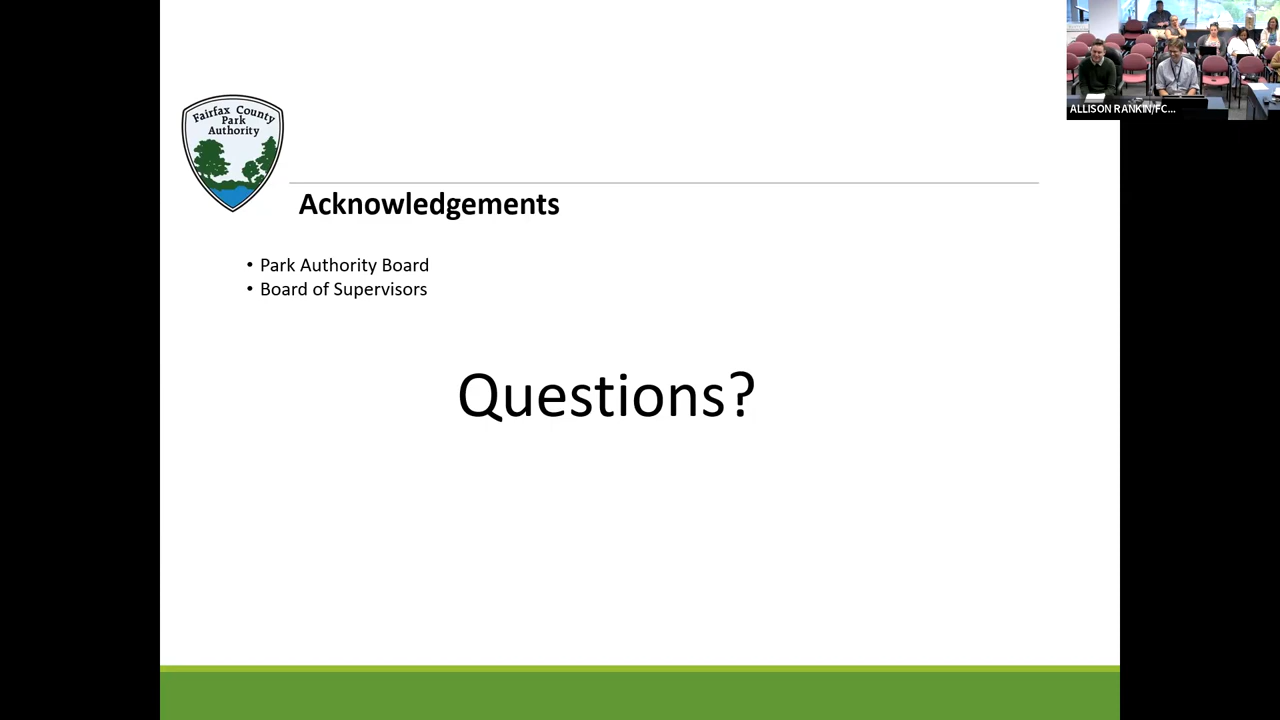 Fairfax County
Park
Authority
ALLISON RANKIN/FC...
Acknowledgements
• Park Authority Board
• Board of Supervisors
Questions?